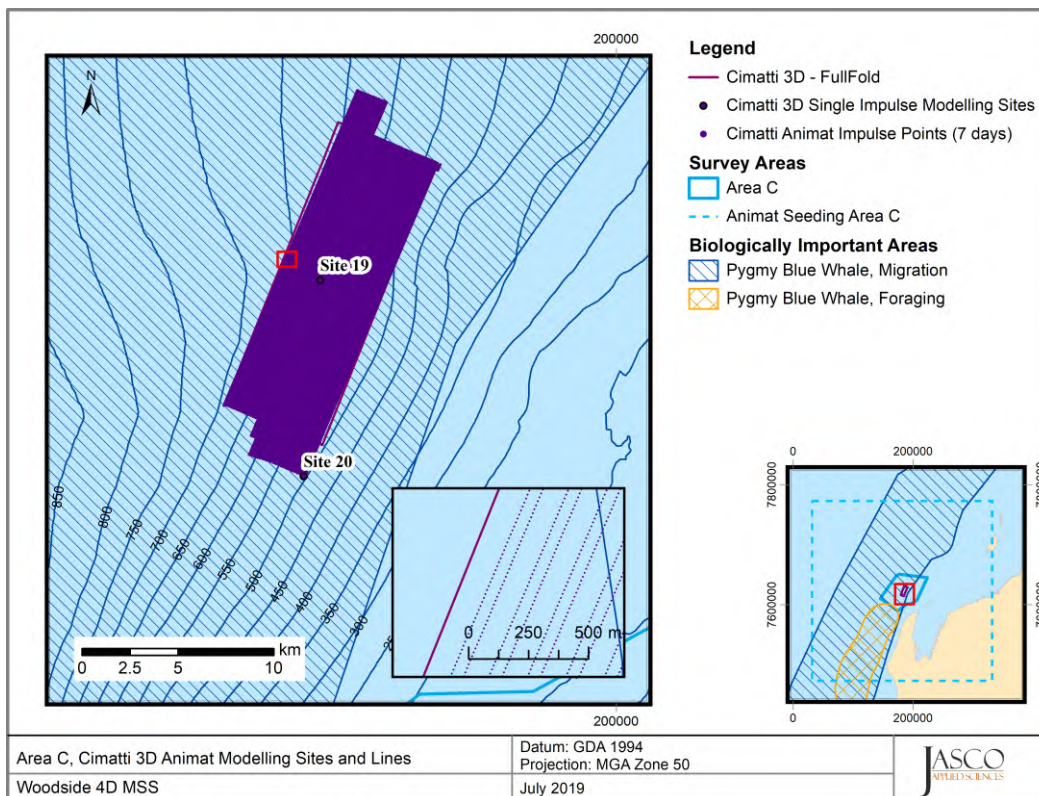 200000
N
Site 19
Site 20
850
800
750
700
650
600
550
500
450
400
350
300
0 2.5 5 10 km
0 250 500 m
200000
Legend
Cimatti 3D - FullFold
Cimatti 3D Single Impulse Modelling Sites
Cimatti Animat Impulse Points (7 days)
Survey Areas
Area C
Animat Seeding Area C
Biologically Important Areas
Pygmy Blue Whale, Migration
Pygmy Blue Whale, Foraging
0 200000
7800000
7800000
7600000
7600000
0 200000
Area C, Cimatti 3D Animat Modelling Sites and Lines
Woodside 4D MSS
Datum: GDA 1994
Projection: MGA Zone 50
July 2019
JASCO
APPLIED SCIENCES